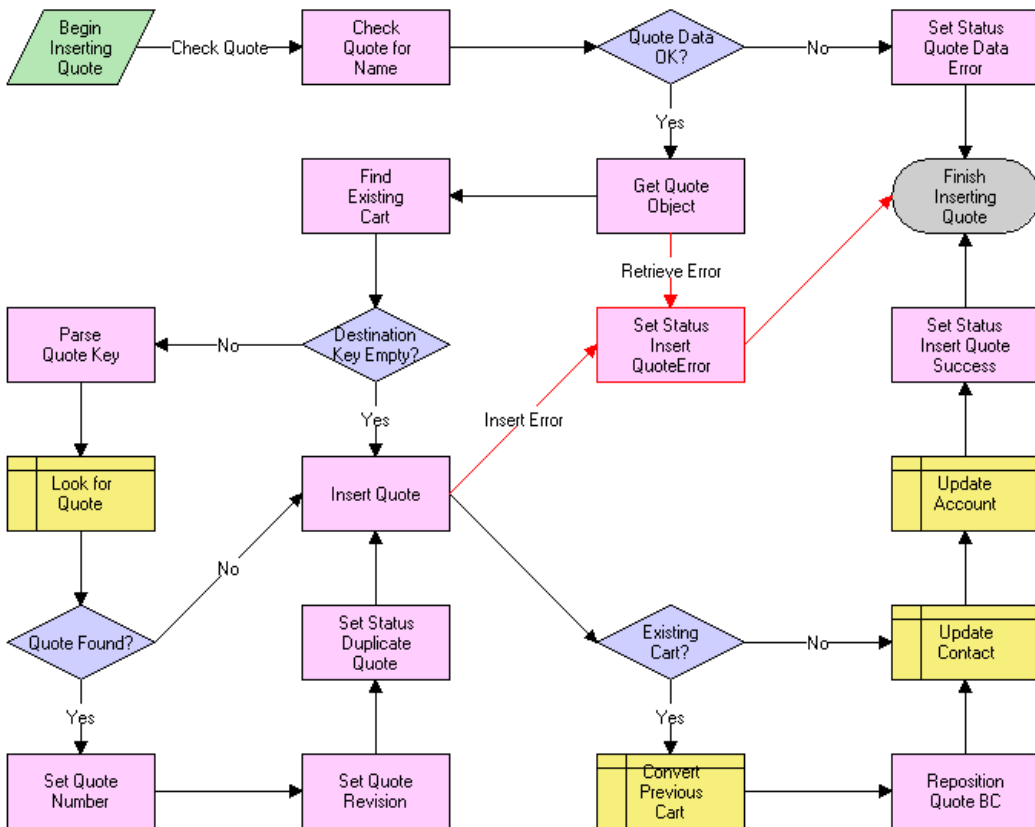 Begin
Inserting
Quote
Check Quote
Check
Quote for
Name
Quote Data
OK?
No
Set Status
Quote Data
Error
Yes
Find
Existing
Cart
Get Quote
Object
Finish
Inserting
Quote
Retrieve Error
Parse
Quote Key
No
Destination
Key Empty?
Set Status
Insert
QuoteError
Set Status
Insert Quote
Success
Yes
Insert Error
Look for
Quote
Insert Quote
Update
Account
No
Quote Found?
Set Status
Duplicate
Quote
Existing
Cart?
No
Update
Contact
Yes
Yes
Set Quote
Number
Set Quote
Revision
Convert
Previous
Cart
Reposition
Quote BC